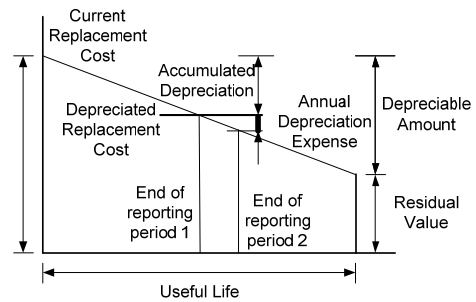 Current
Replacement
Cost
Accumulated
Depreciation
Depreciated
Replacement
Cost
Annual
Depreciation
Expense
Depreciable
Amount
End of
reporting
period 1
End of
reporting
period 2
Residual
Value
Useful Life